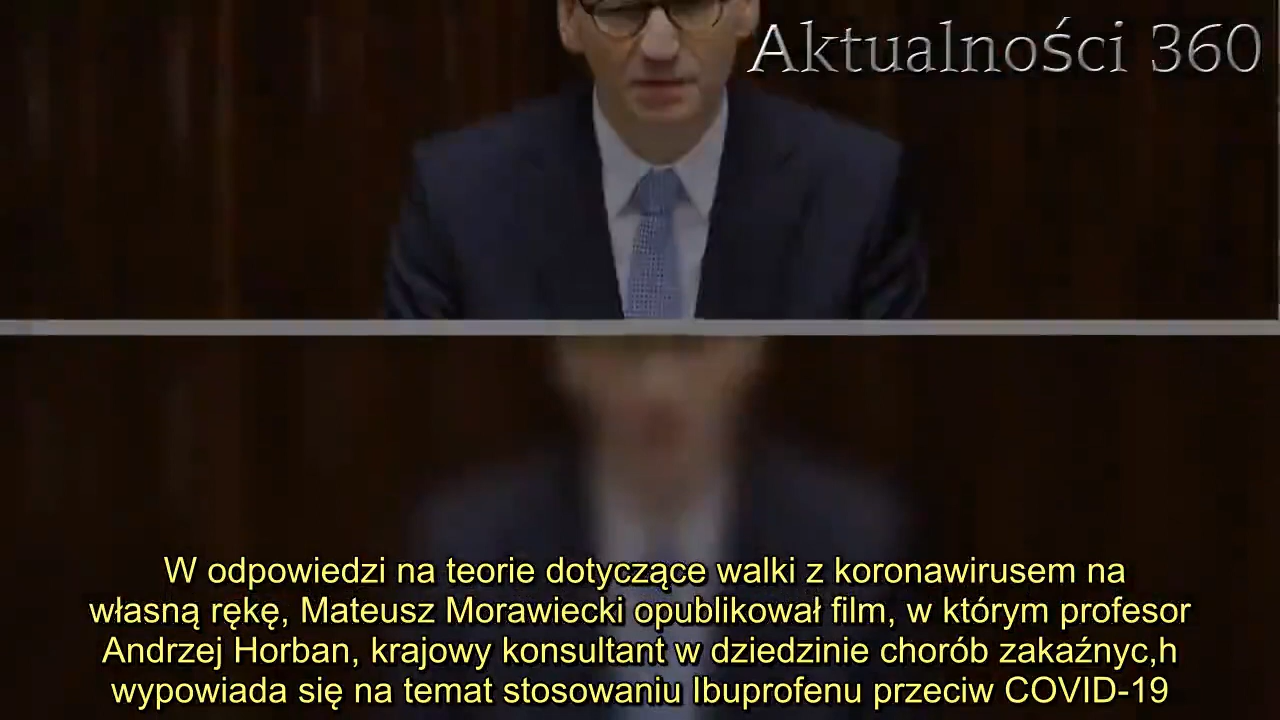 Aktualności 360
W odpowiedzi na teorie dotyczące walki z koronawirusem na
własną rękę, Mateusz Morawiecki opublikował film, w którym profesor
Andrzej Horban, krajowy konsultant w dziedzinie chorób zakaźnyc,h
wypowiada się na temat stosowaniu Ibuprofenu przeciw COVID-19